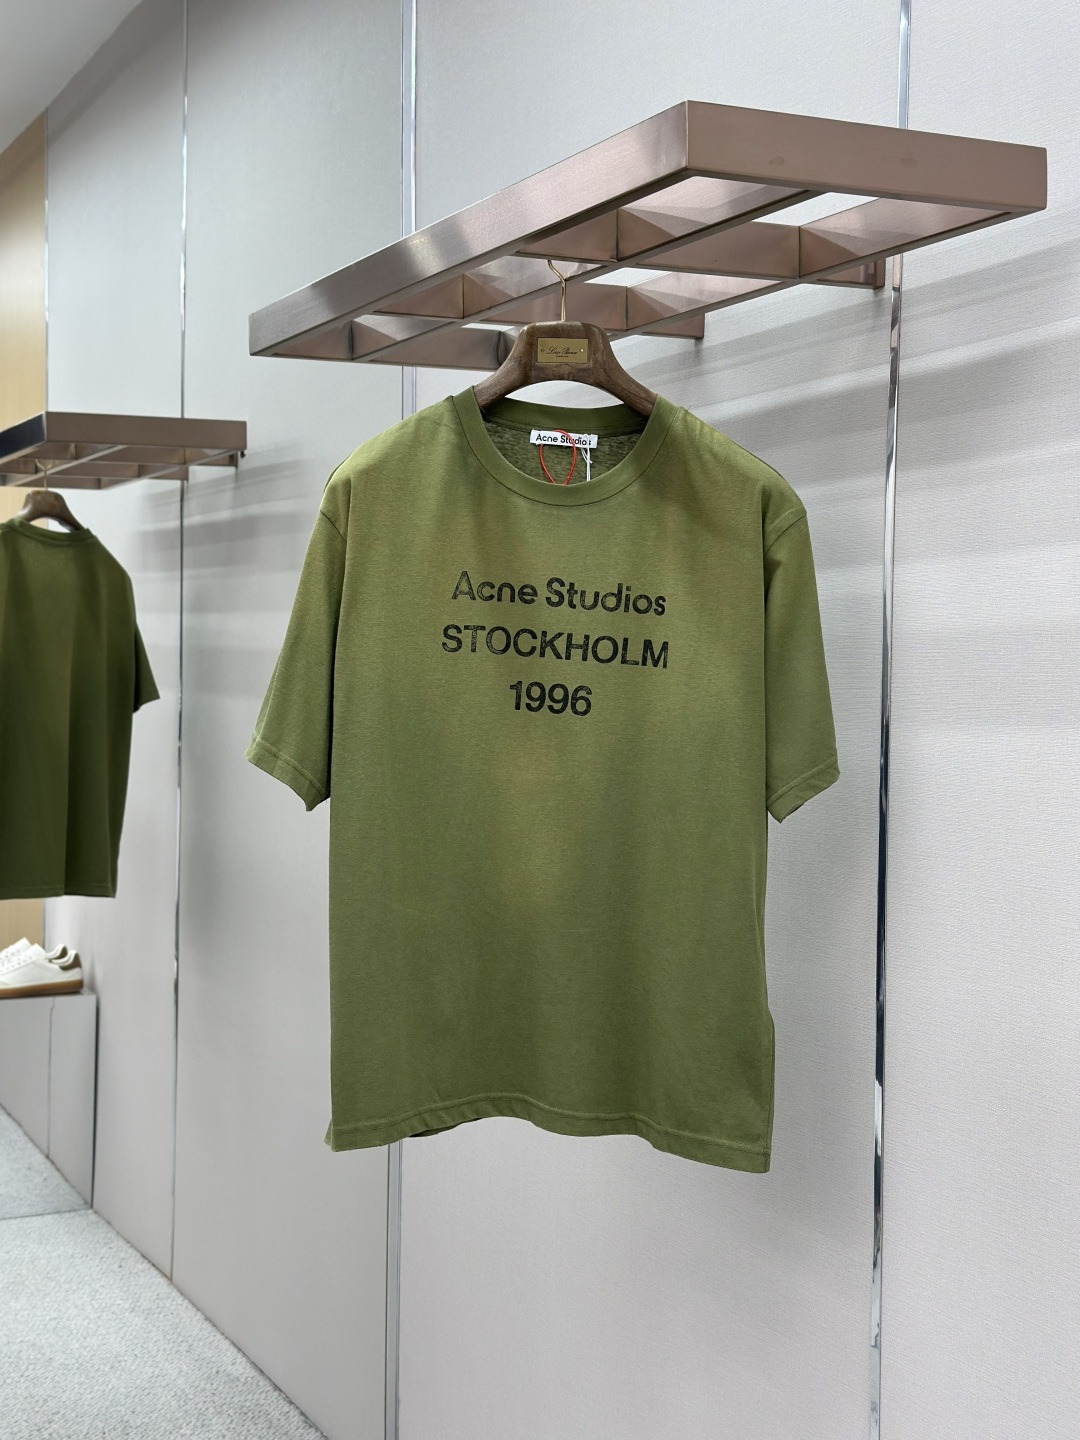 Acne Studios
Acne Studios
STOCKHOLM
1996